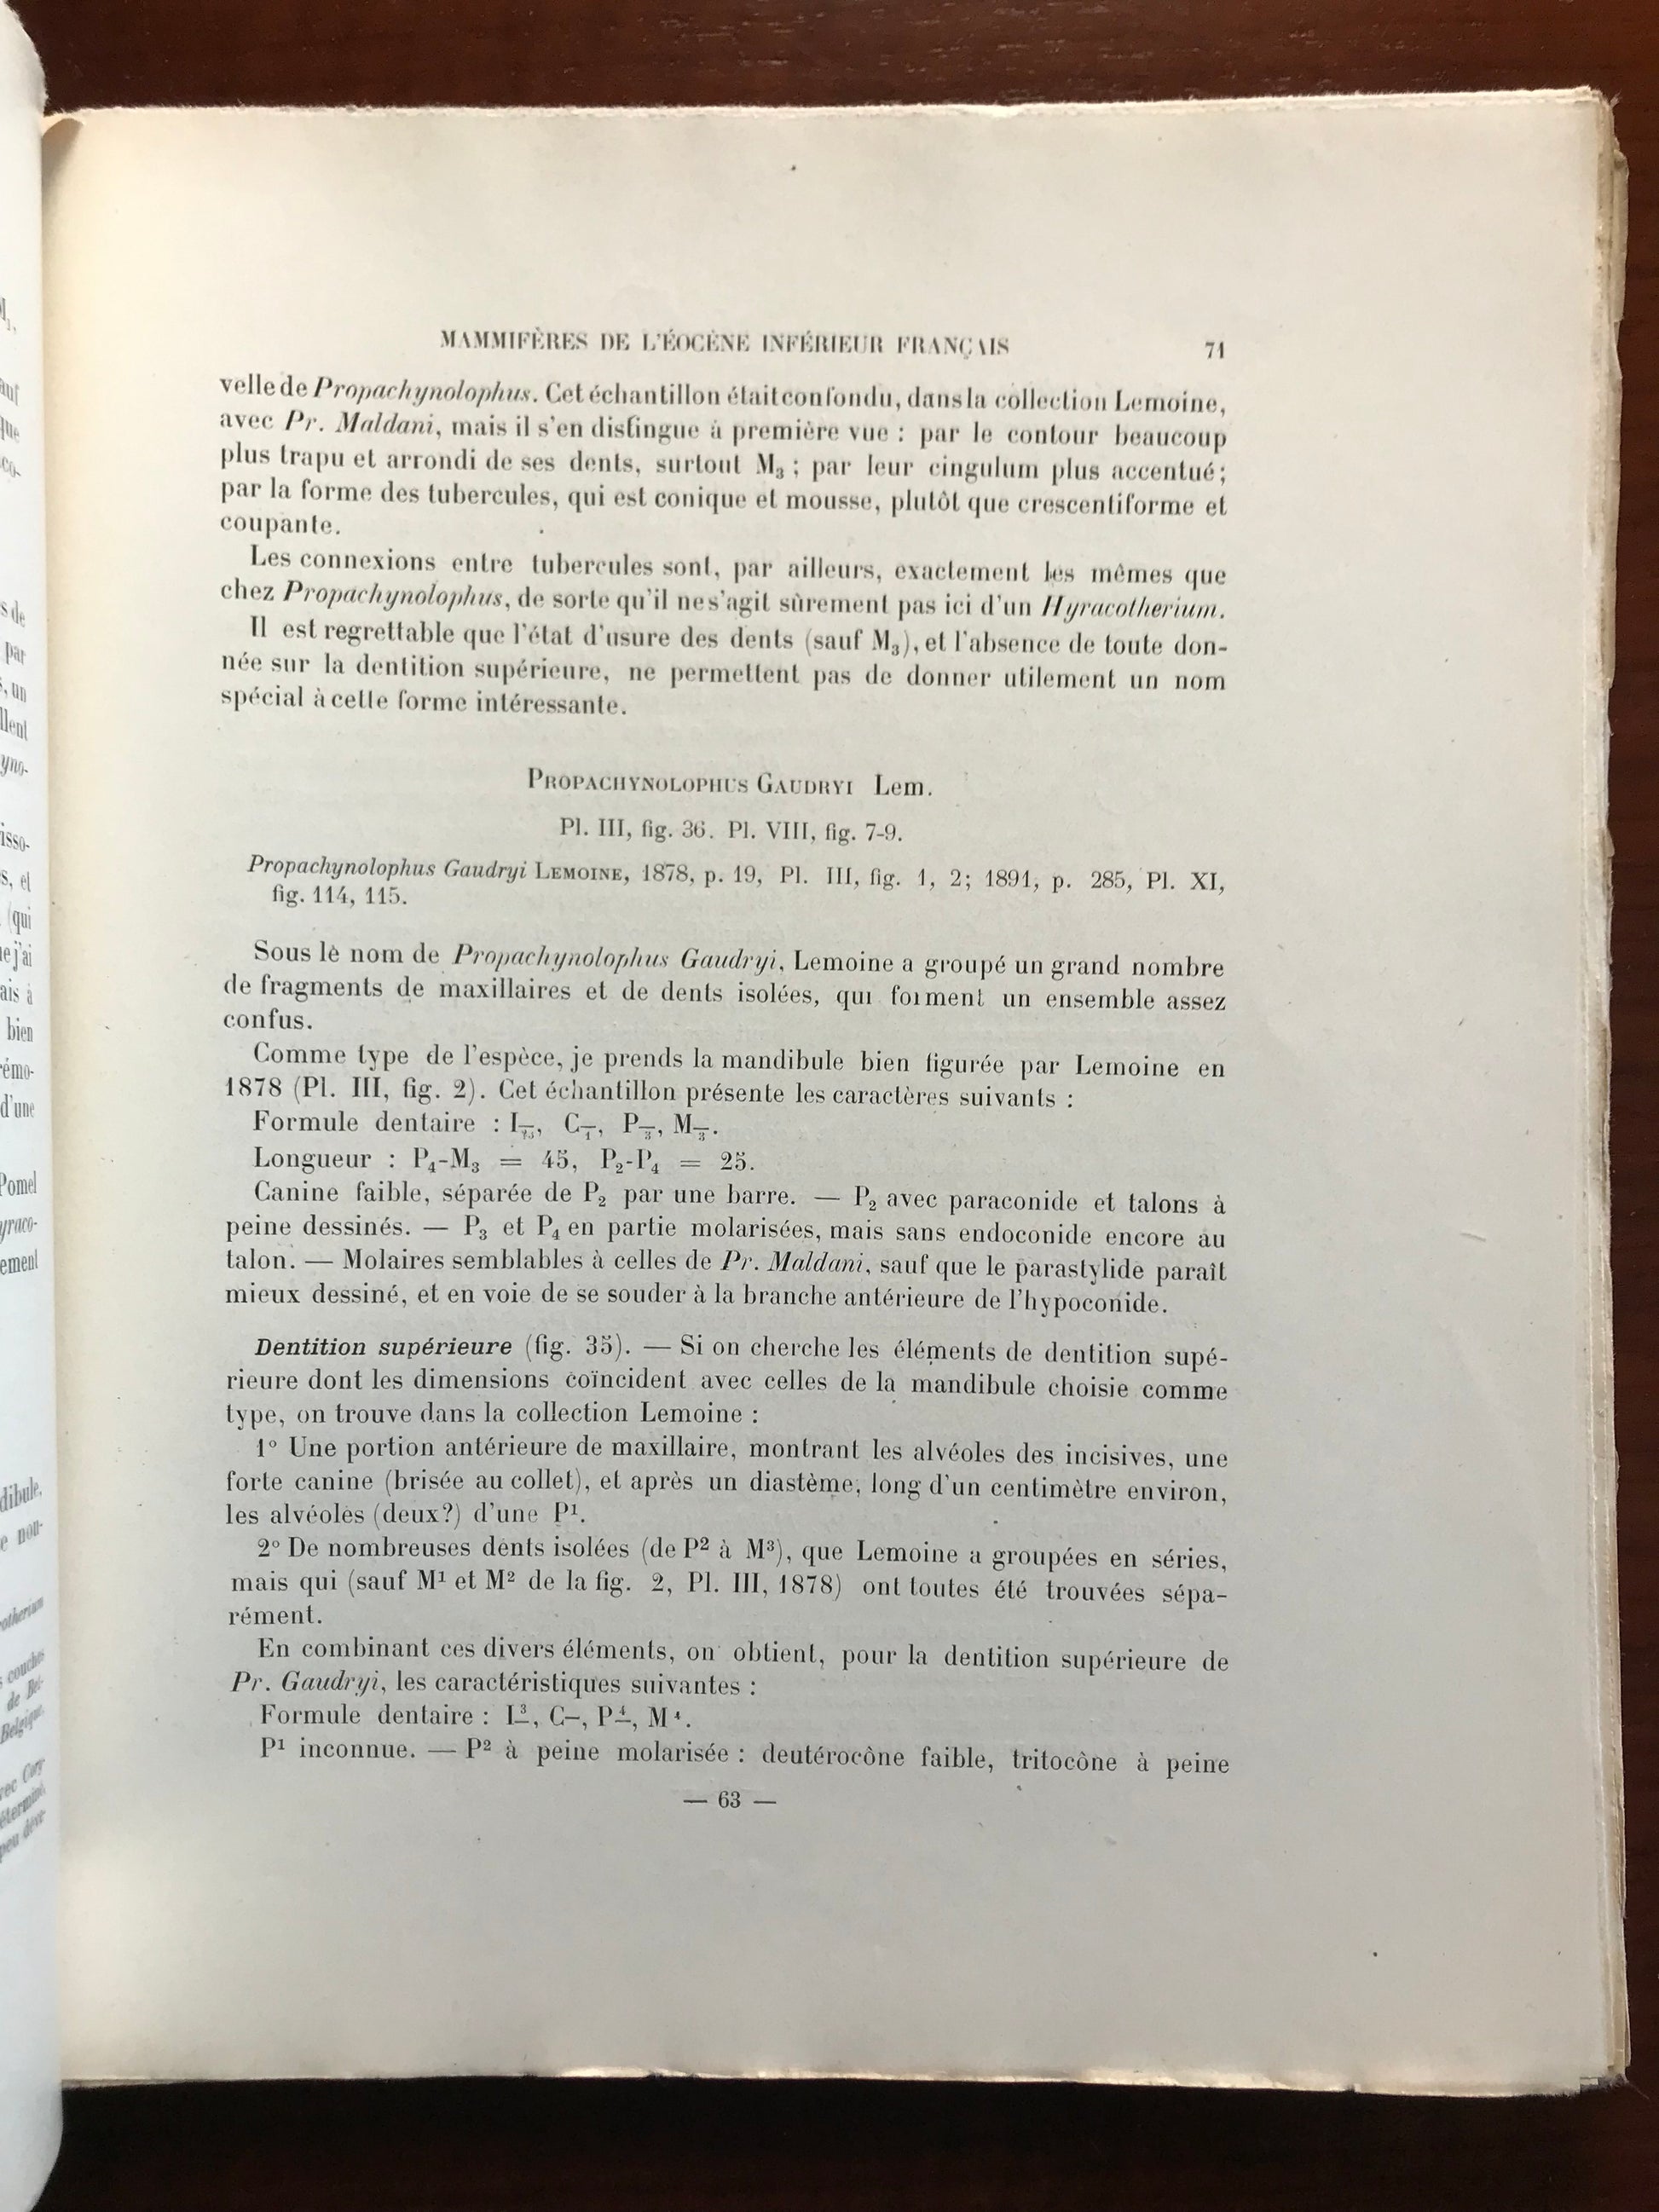 MAMMIFÈRES DE L'ÉOCÈNE INFÉRIEUR FRANÇAIS 71
velle de Propachynolophus. Cet échantillon était confondu, dans la collection Lemoine,
avec Pr. Maldani, mais il s'en distingue à première vue : par le contour beaucoup
plus trapu et arrondi de ses dents, surtout M₃ ; par leur cingulum plus accentué;
par la forme des tubercules, qui est conique et mousse, plutôt que crescentiforme et
coupante.
Les connexions entre tubercules sont, par ailleurs, exactement les mêmes que
chez Propachynolophus, de sorte qu'il ne s'agit sûrement pas ici d'un Hyracotherium.
Il est regrettable que l'état d'usure des dents (sauf M₃), et l'absence de toute don-
née sur la dentition supérieure, ne permettent pas de donner utilement un nom
spécial à cette forme intéressante.
PROPACHYNOLOPHUS GAUDRYI Lem.
Pl. III, fig. 36. Pl. VIII, fig. 7-9.
Propachynolophus Gaudryi LEMOINE, 1878, p. 19, Pl. III, fig. 1, 2; 1891, p. 285, Pl. XI,
fig. 114, 115.
Sous le nom de Propachynolophus Gaudryi, Lemoine a groupé un grand nombre
de fragments de maxillaires et de dents isolées, qui forment un ensemble assez
confus.
Comme type de l'espèce, je prends la mandibule bien figurée par Lemoine en
1878 (Pl. III, fig. 2). Cet échantillon présente les caractères suivants :
Formule dentaire : I—?3, C—1, P—3, M—3.
Longueur : P₄-M₃ = 45, P₂-P₄ = 25.
Canine faible, séparée de P₂ par une barre. — P₂ avec paraconide et talons à
peine dessinés. — P₃ et P₄ en partie molarisées, mais sans endoconide encore au
talon. — Molaires semblables à celles de Pr. Maldani, sauf que le parastylide paraît
mieux dessiné, et en voie de se souder à la branche antérieure de l'hypoconide.
Dentition supérieure (fig. 35). — Si on cherche les éléments de dentition supé-
rieure dont les dimensions coïncident avec celles de la mandibule choisie comme
type, on trouve dans la collection Lemoine :
1° Une portion antérieure de maxillaire, montrant les alvéoles des incisives, une
forte canine (brisée au collet), et après un diastème, long d'un centimètre environ,
les alvéoles (deux?) d'une P¹.
2° De nombreuses dents isolées (de P² à M³), que Lemoine a groupées en séries,
mais qui (sauf M¹ et M² de la fig. 2, Pl. III, 1878) ont toutes été trouvées sépa-
rément.
En combinant ces divers éléments, on obtient, pour la dentition supérieure de
Pr. Gaudryi, les caractéristiques suivantes :
Formule dentaire : I³—, C—, P⁴—, M⁴.
P¹ inconnue. — P² à peine molarisée : deutérocône faible, tritocône à peine
— 63 —